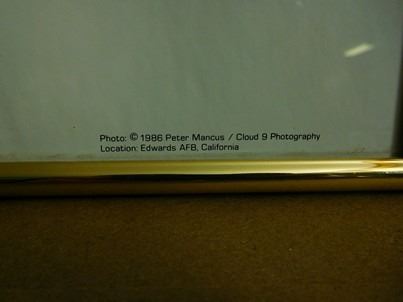 Photo: © 1986 Peter Mancus / Cloud 9 Photography
Location: Edwards AFB, California